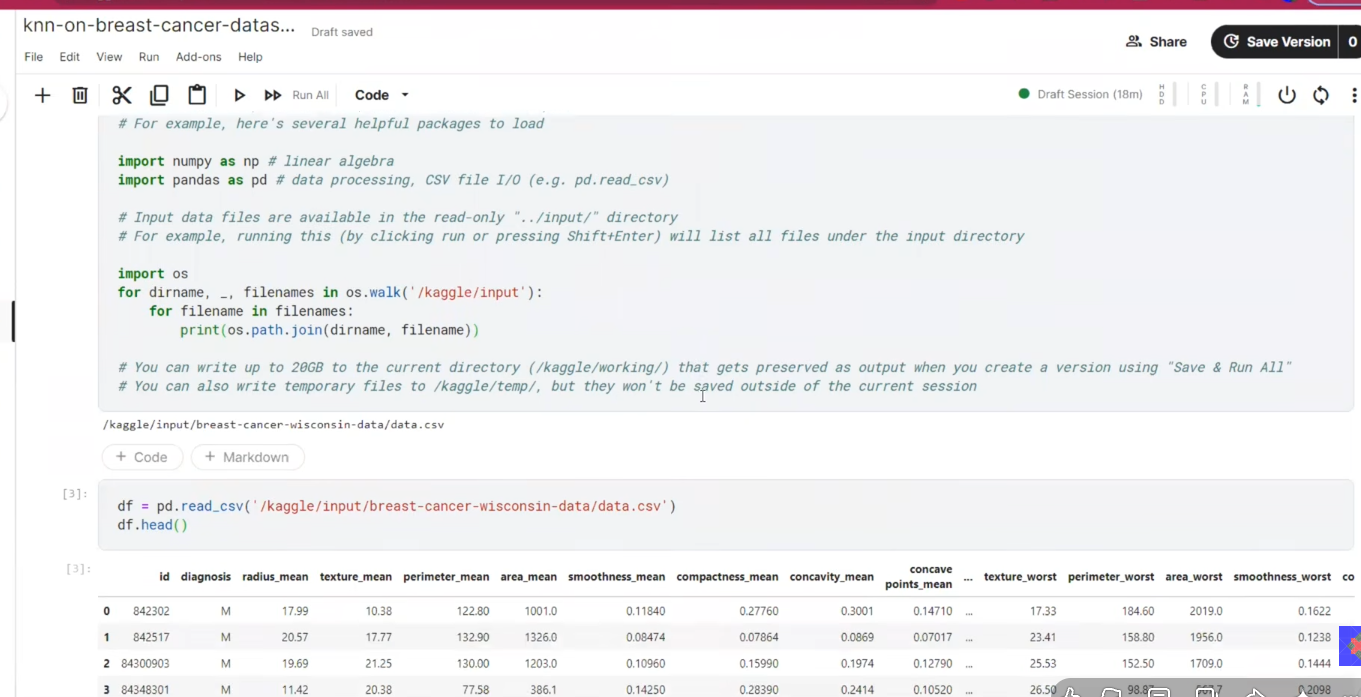 knn-on-breast-cancer-datas...
Draft saved
Share
Save Version
0
File Edit View Run Add-ons Help
Run All
Code
Draft Session (18m)
HDD
CPU
RAM
# For example, here's several helpful packages to load
import numpy as np # linear algebra
import pandas as pd # data processing, CSV file I/O (e.g. pd.read_csv)
# Input data files are available in the read-only "../input/" directory
# For example, running this (by clicking run or pressing Shift+Enter) will list all files under the input directory
import os
for dirname, _, filenames in os.walk('/kaggle/input'):
    for filename in filenames:
        print(os.path.join(dirname, filename))
# You can write up to 20GB to the current directory (/kaggle/working/) that gets preserved as output when you create a version using "Save & Run All"
# You can also write temporary files to /kaggle/temp/, but they won't be saved outside of the current session
/kaggle/input/breast-cancer-wisconsin-data/data.csv
+ Code + Markdown
[3]:
df = pd.read_csv('/kaggle/input/breast-cancer-wisconsin-data/data.csv')
df.head()
[3]:
id diagnosis radius_mean texture_mean perimeter_mean area_mean smoothness_mean compactness_mean concavity_mean concave points_mean ... texture_worst perimeter_worst area_worst smoothness_worst co
0 842302 M 17.99 10.38 122.80 1001.0 0.11840 0.27760 0.3001 0.14710 ... 17.33 184.60 2019.0 0.1622
1 842517 M 20.57 17.77 132.90 1326.0 0.08474 0.07864 0.0869 0.07017 ... 23.41 158.80 1956.0 0.1238
2 84300903 M 19.69 21.25 130.00 1203.0 0.10960 0.15990 0.1974 0.12790 ... 25.53 152.50 1709.0 0.1444
3 84348301 M 11.42 20.38 77.58 386.1 0.14250 0.28390 0.2414 0.10520 ... 26.50 98.87 0.2098